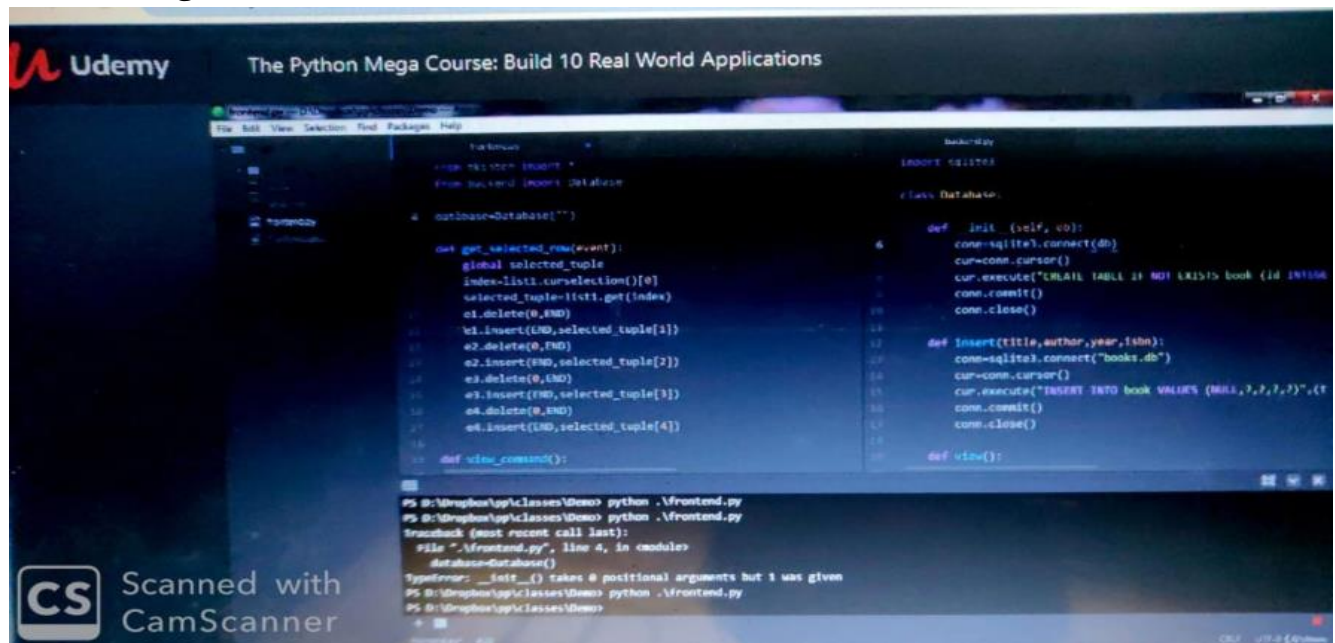 Udemy
The Python Mega Course: Build 10 Real World Applications
File Edit View Selection Find Packages Help
backend.py
from tkinter import *
from backend import Database
4
database=Database("")
def get_selected_row(event):
global selected_tuple
index=list1.curselection()[0]
selected_tuple=list1.get(index)
e1.delete(0,END)
e1.insert(END,selected_tuple[1])
e2.delete(0,END)
e2.insert(END,selected_tuple[2])
e3.delete(0,END)
e3.insert(END,selected_tuple[3])
e4.delete(0,END)
e4.insert(END,selected_tuple[4])
def view_command():
import sqlite3
class Database:
def __init__(self, db):
6 conn=sqlite3.connect(db)
cur=conn.cursor()
cur.execute("CREATE TABLE IF NOT EXISTS book (id INTEGE
conn.commit()
conn.close()
def insert(title,author,year,isbn):
conn=sqlite3.connect("books.db")
cur=conn.cursor()
cur.execute("INSERT INTO book VALUES (NULL,?,?,?,?)",(t
conn.commit()
conn.close()
def view():
PS D:\Dropbox\pp\classes\Demo> python .\frontend.py
PS D:\Dropbox\pp\classes\Demo> python .\frontend.py
Traceback (most recent call last):
File ".\frontend.py", line 4, in <module>
database=Database()
TypeError: __init__() takes 0 positional arguments but 1 was given
PS D:\Dropbox\pp\classes\Demo> python .\frontend.py
PS D:\Dropbox\pp\classes\Demo>
CS
Scanned with
CamScanner